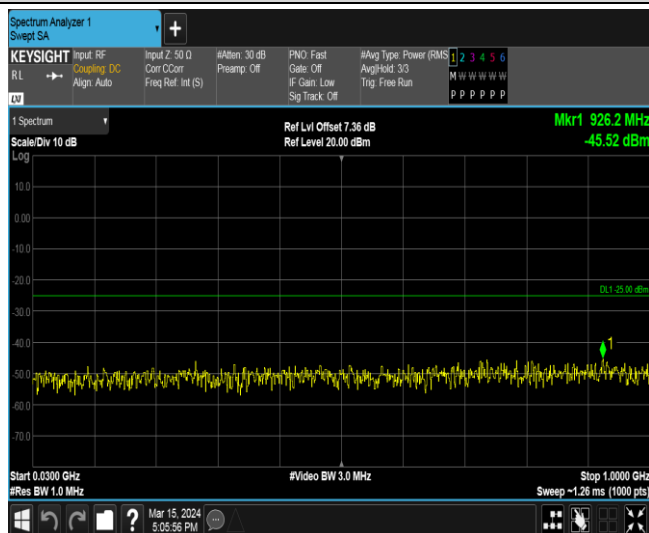 Spectrum Analyzer 1
Swept SA
+
KEYSIGHT
RL
LXI
Input: RF
Coupling: DC
Align: Auto
Input Z: 50 Ω
Corr CCorr
Freq Ref: Int (S)
#Atten: 30 dB
Preamp: Off
PNO: Fast
Gate: Off
IF Gain: Low
Sig Track: Off
#Avg Type: Power (RMS
Avg|Hold: 3/3
Trig: Free Run
1 2 3 4 5 6
M W W W W W
P P P P P P
1 Spectrum
Scale/Div 10 dB
Log
Ref Lvl Offset 7.36 dB
Ref Level 20.00 dBm
Mkr1 926.2 MHz
-45.52 dBm
10.0
0.00
-10.0
-20.0
DL1 -25.00 dBm
-30.0
-40.0
1
-50.0
-60.0
-70.0
Start 0.0300 GHz
#Res BW 1.0 MHz
#Video BW 3.0 MHz
Stop 1.0000 GHz
Sweep ~1.26 ms (1000 pts)
?
Mar 15, 2024
5:05:56 PM